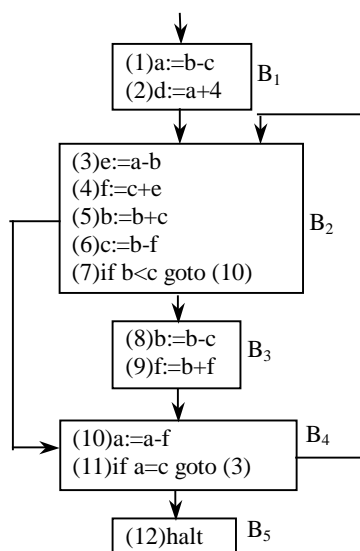 (1)a:=b-c
(2)d:=a+4
B1
(3)e:=a-b
(4)f:=c+e
(5)b:=b+c
(6)c:=b-f
(7)if b<c goto (10)
B2
(8)b:=b-c
(9)f:=b+f
B3
(10)a:=a-f
(11)if a=c goto (3)
B4
(12)halt
B5